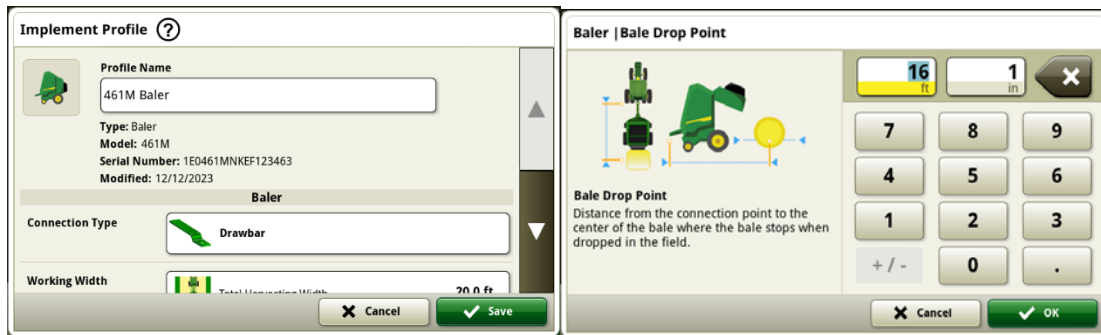 Implement Profile ?
Profile Name
461M Baler
Type: Baler
Model: 461M
Serial Number: 1E0461MNKEF123463
Modified: 12/12/2023
Baler
Connection Type
Drawbar
Working Width
Total Harvesting Width
20.0 ft
Cancel
Save
Baler |Bale Drop Point
16
ft
1
in
Bale Drop Point
Distance from the connection point to the
center of the bale where the bale stops when
dropped in the field.
7 8 9
4 5 6
1 2 3
+ / - 0 .
Cancel
OK